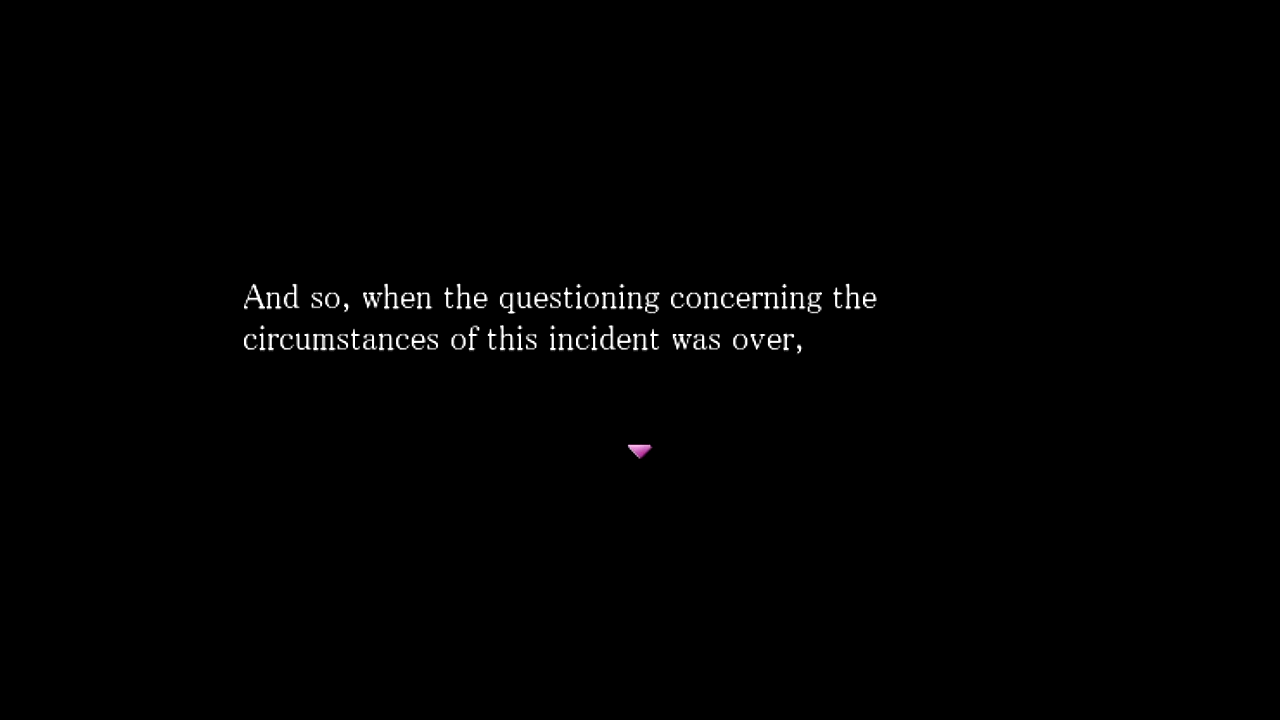 And so, when the questioning concerning the
circumstances of this incident was over,